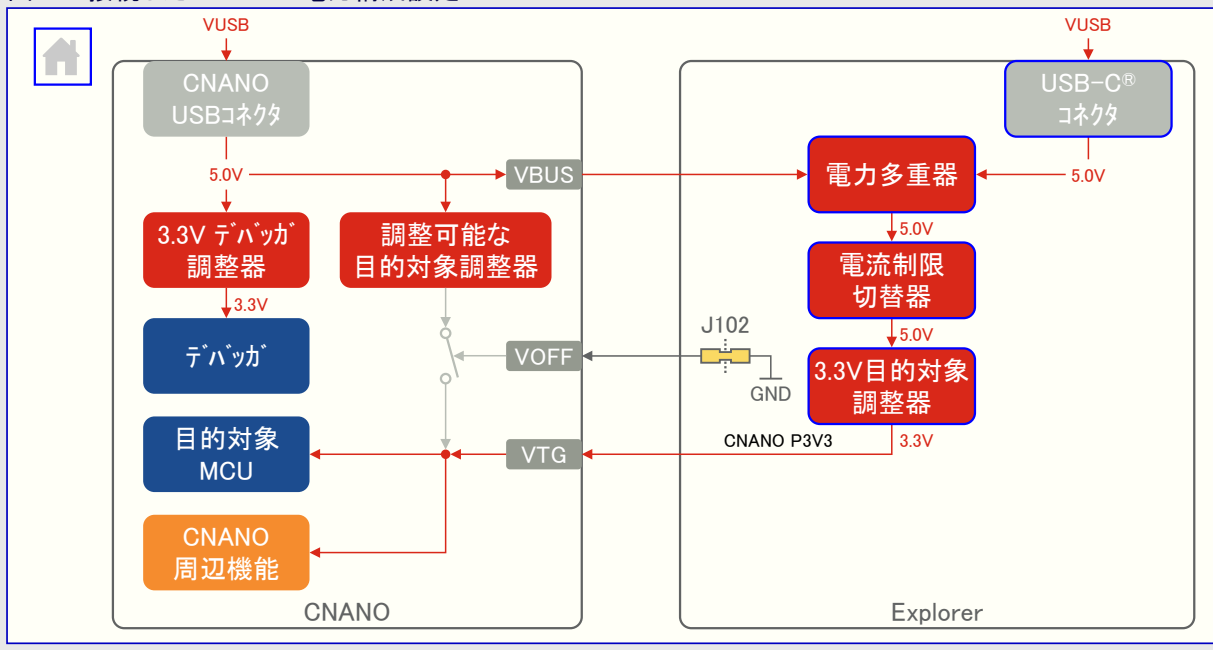 VUSB
VUSB
CNANO
USBコネクタ
USB-C®
コネクタ
5.0V
VBUS
電力多重器
5.0V
3.3V デバッガ
調整器
調整可能な
目的対象調整器
5.0V
電流制限
切替器
3.3V
デバッガ
VOFF
J102
GND
5.0V
3.3V目的対象
調整器
目的対象
MCU
VTG
CNANO P3V3
3.3V
CNANO
周辺機能
CNANO
Explorer